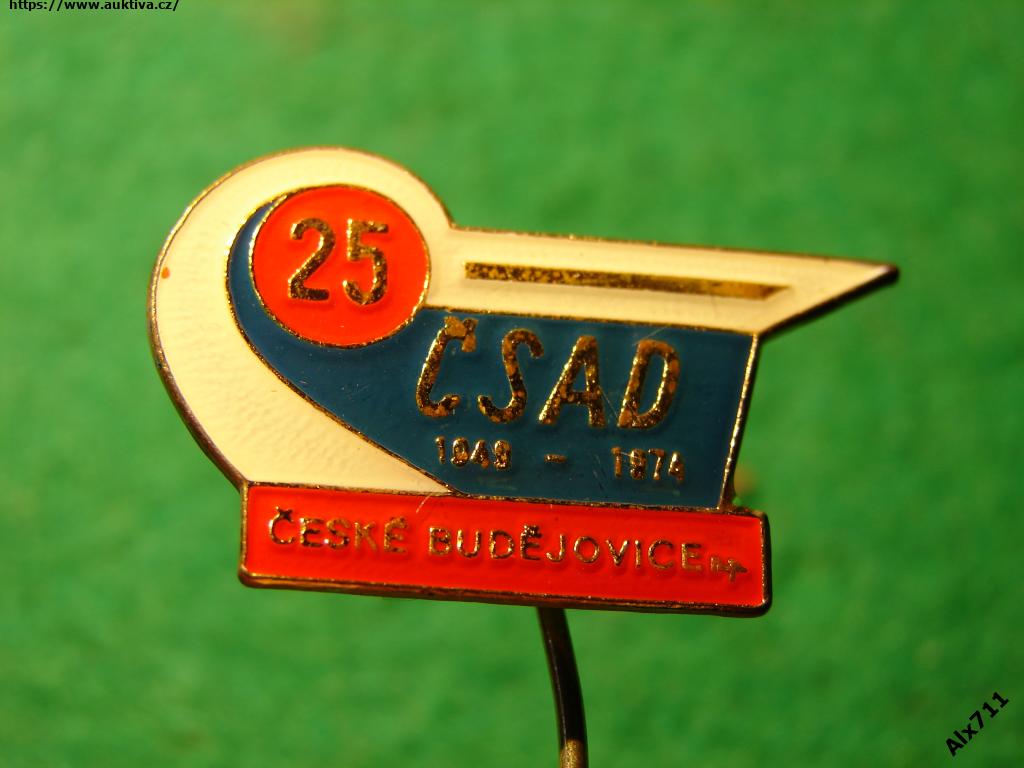 https://www.auktiva.cz/
25
ČSAD
1949 - 1974
ČESKÉ BUDĚJOVICE n.p.
Alx711